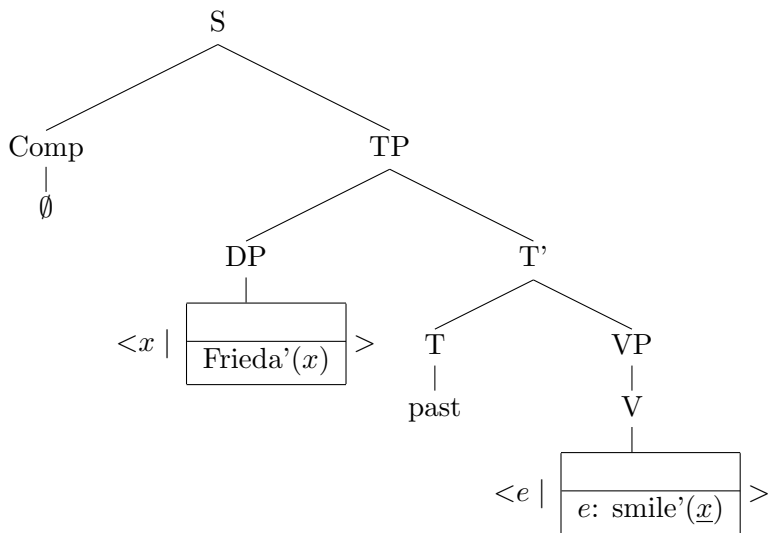 S
Comp TP
∅
DP T’
<x | Frieda’(x) >
T VP
past V
<e | e: smile’(x) >